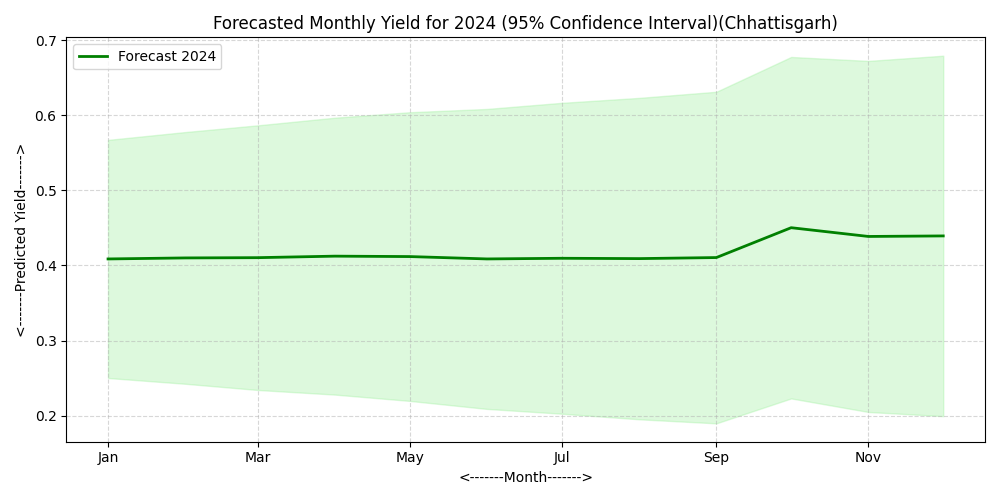 Forecasted Monthly Yield for 2024 (95% Confidence Interval)(Chhattisgarh)
Forecast 2024
<-------Predicted Yield------->
0.7
0.6
0.5
0.4
0.3
0.2
Jan Mar May Jul Sep Nov
<-------Month------->